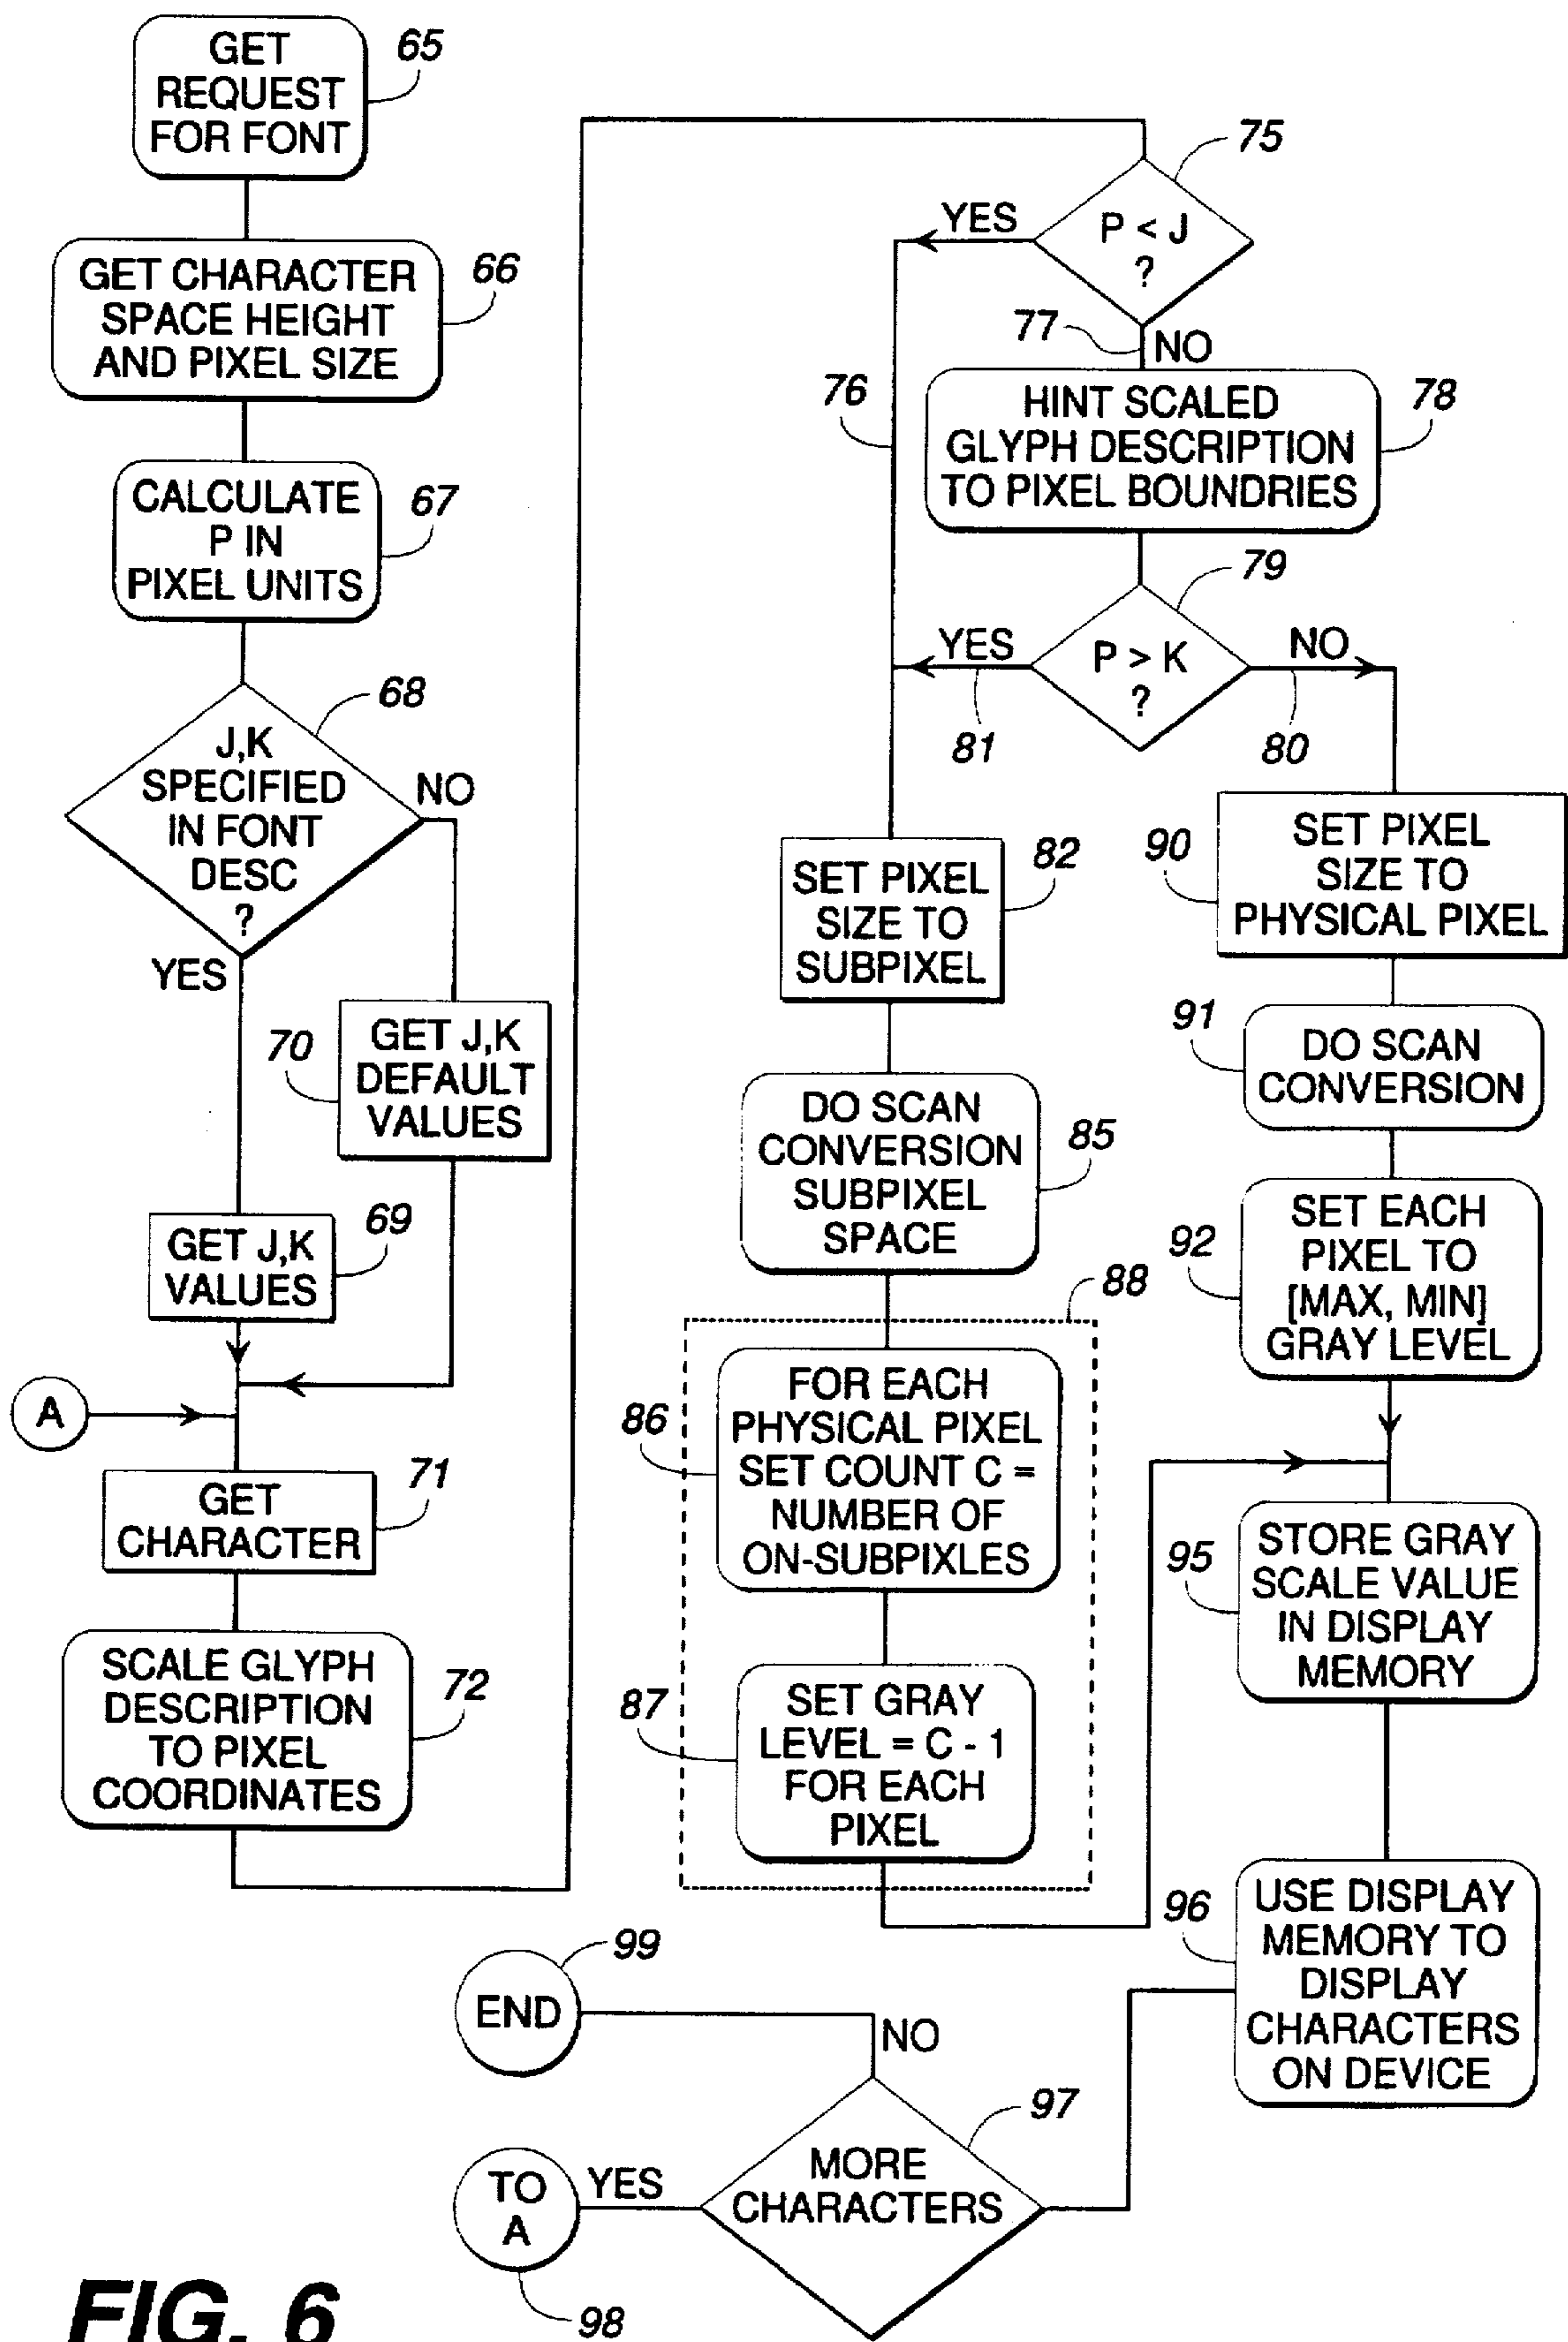 GET
REQUEST
FOR FONT
65
GET CHARACTER
SPACE HEIGHT
AND PIXEL SIZE
66
CALCULATE
P IN
PIXEL UNITS
67
J,K
SPECIFIED
IN FONT
DESC
?
68
NO
YES
70
GET J,K
DEFAULT
VALUES
GET J,K
VALUES
69
A
GET
CHARACTER
71
SCALE GLYPH
DESCRIPTION
TO PIXEL
COORDINATES
72
75
P < J
?
YES
77
NO
76
HINT SCALED
GLYPH DESCRIPTION
TO PIXEL BOUNDRIES
78
79
P > K
?
YES
NO
81
80
SET PIXEL
SIZE TO
SUBPIXEL
82
90
SET PIXEL
SIZE TO
PHYSICAL PIXEL
DO SCAN
CONVERSION
SUBPIXEL
SPACE
85
91
DO SCAN
CONVERSION
92
SET EACH
PIXEL TO
[MAX, MIN]
GRAY LEVEL
88
86
FOR EACH
PHYSICAL PIXEL
SET COUNT C =
NUMBER OF
ON-SUBPIXLES
87
SET GRAY
LEVEL = C - 1
FOR EACH
PIXEL
95
STORE GRAY
SCALE VALUE
IN DISPLAY
MEMORY
96
USE DISPLAY
MEMORY TO
DISPLAY
CHARACTERS
ON DEVICE
99
END
NO
97
MORE
CHARACTERS
YES
TO
A
98
FIG. 6